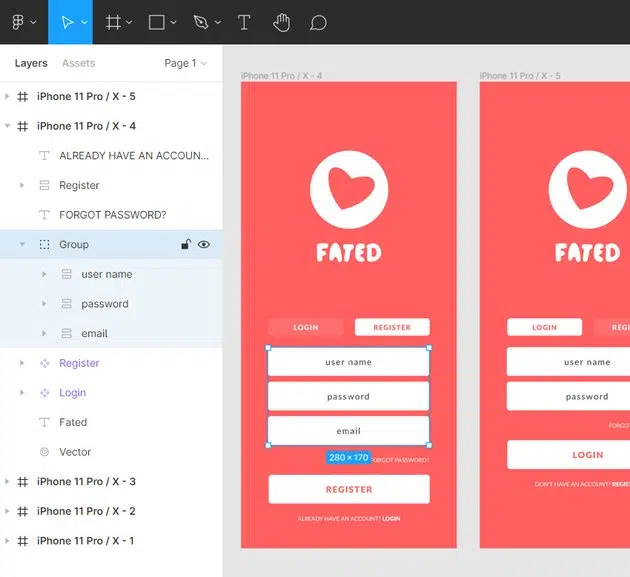 Layers Assets Page 1
iPhone 11 Pro / X - 5
iPhone 11 Pro / X - 4
ALREADY HAVE AN ACCOUN...
Register
FORGOT PASSWORD?
Group
user name
password
email
Register
Login
Fated
Vector
iPhone 11 Pro / X - 3
iPhone 11 Pro / X - 2
iPhone 11 Pro / X - 1
iPhone 11 Pro / X - 4
FATED
LOGIN REGISTER
user name
password
email
280 × 170 FORGOT PASSWORD?
REGISTER
ALREADY HAVE AN ACCOUNT? LOGIN
iPhone 11 Pro / X - 5
FATED
LOGIN REG
user name
password
FORGOT
LOGIN
DON'T HAVE AN ACCOUNT? REGIS